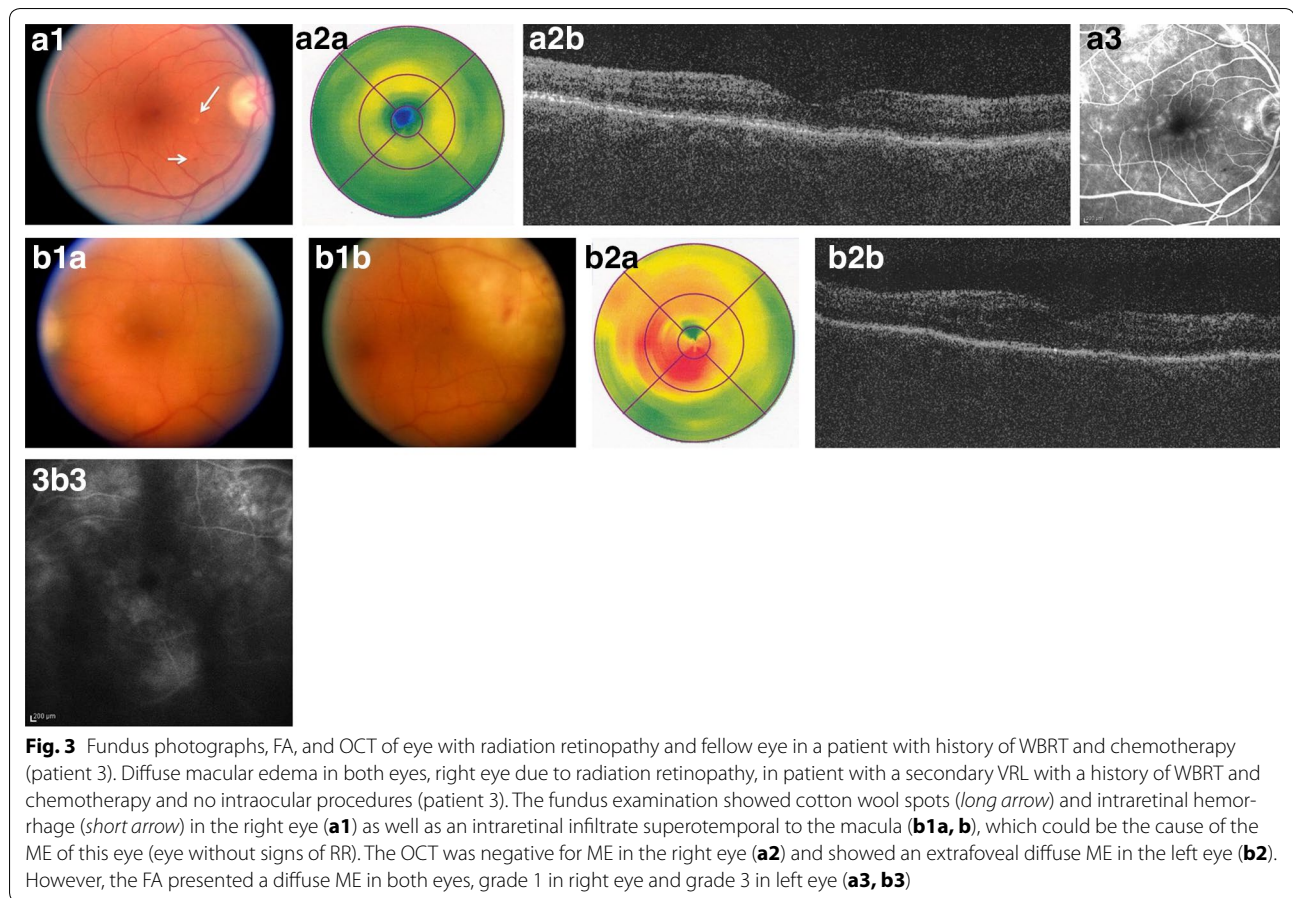 a1
a2a
a2b
a3
200 µm
b1a
b1b
b2a
b2b
3b3
200 µm
Fig. 3 Fundus photographs, FA, and OCT of eye with radiation retinopathy and fellow eye in a patient with history of WBRT and chemotherapy
(patient 3). Diffuse macular edema in both eyes, right eye due to radiation retinopathy, in patient with a secondary VRL with a history of WBRT and
chemotherapy and no intraocular procedures (patient 3). The fundus examination showed cotton wool spots (long arrow) and intraretinal hemor-
rhage (short arrow) in the right eye (a1) as well as an intraretinal infiltrate superotemporal to the macula (b1a, b), which could be the cause of the
ME of this eye (eye without signs of RR). The OCT was negative for ME in the right eye (a2) and showed an extrafoveal diffuse ME in the left eye (b2).
However, the FA presented a diffuse ME in both eyes, grade 1 in right eye and grade 3 in left eye (a3, b3)